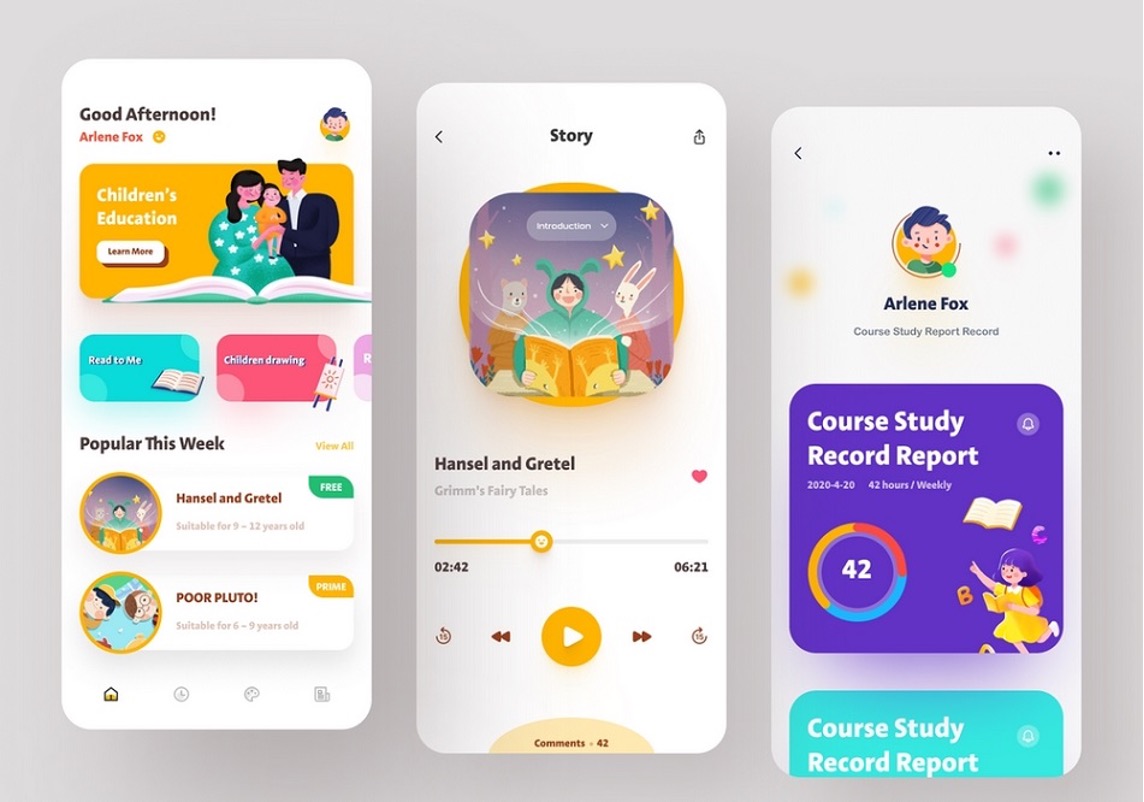 Good Afternoon!
Arlene Fox
Children's
Education
Learn More
Read to Me
Children drawing
R
Popular This Week
View All
Hansel and Gretel
FREE
Suitable for 9 – 12 years old
POOR PLUTO!
PRIME
Suitable for 6 – 9 years old
Story
Introduction
Hansel and Gretel
Grimm's Fairy Tales
02:42
06:21
15
15
Comments • 42
Arlene Fox
Course Study Report Record
Course Study
Record Report
2020-4-20 42 hours / Weekly
42
B
Course Study
Record Report